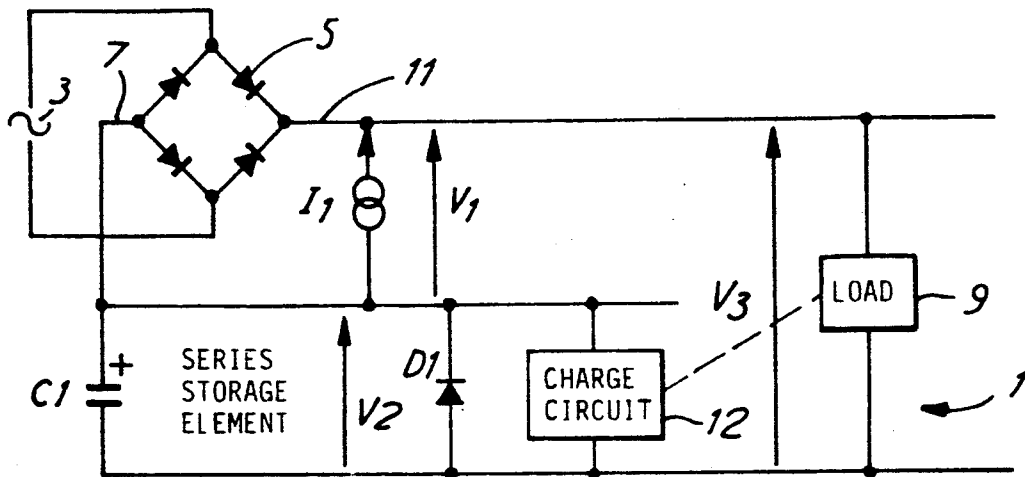 5
7
11
3
I1
V1
V3
LOAD
9
C1
+
SERIES
STORAGE
ELEMENT
V2
D1
CHARGE
CIRCUIT
12
1